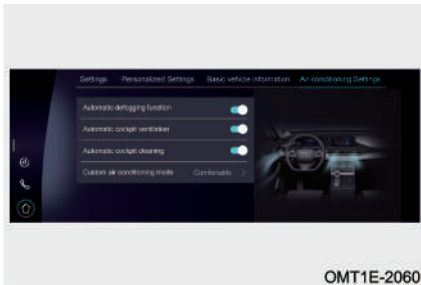 Settings Personalized Settings Basic vehicle information Air conditioning Settings
Automatic defogging function
Automatic cockpit ventilation
Automatic cockpit cleaning
Custom air conditioning mode Comfortable >
OMT1E-2060